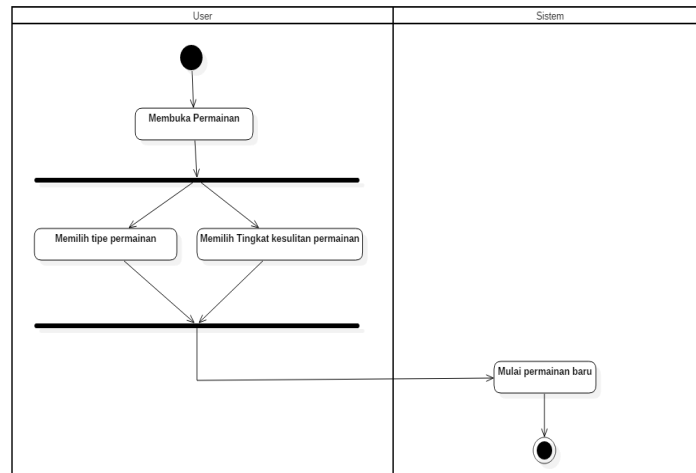 User
Sistem
Membuka Permainan
Memilih tipe permainan
Memilih Tingkat kesulitan permainan
Mulai permainan baru